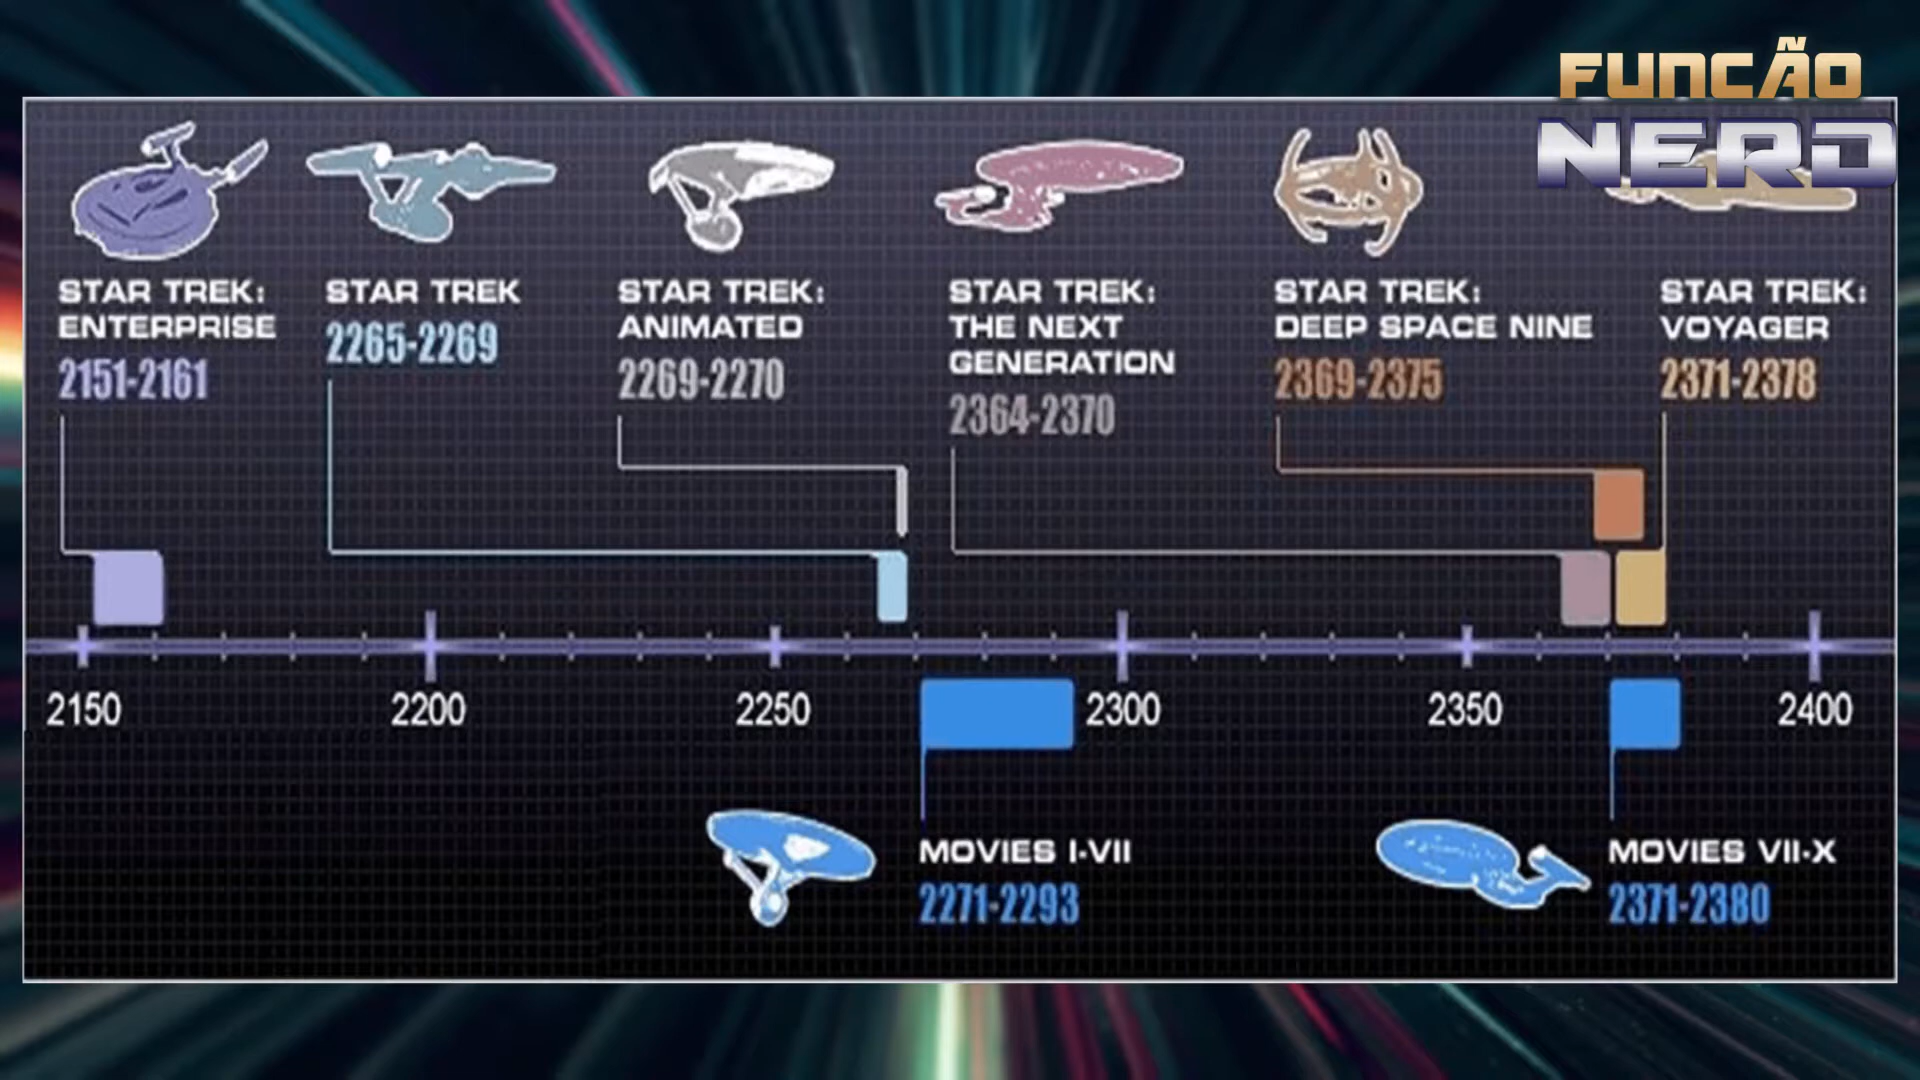 FUNCÃO
NERD
STAR TREK:
ENTERPRISE
2151-2161
STAR TREK
2265-2269
STAR TREK:
ANIMATED
2269-2270
STAR TREK:
THE NEXT
GENERATION
2364-2370
STAR TREK:
DEEP SPACE NINE
2369-2375
STAR TREK:
VOYAGER
2371-2378
2150
2200
2250
2300
2350
2400
MOVIES I-VII
2271-2293
MOVIES VII-X
2371-2380